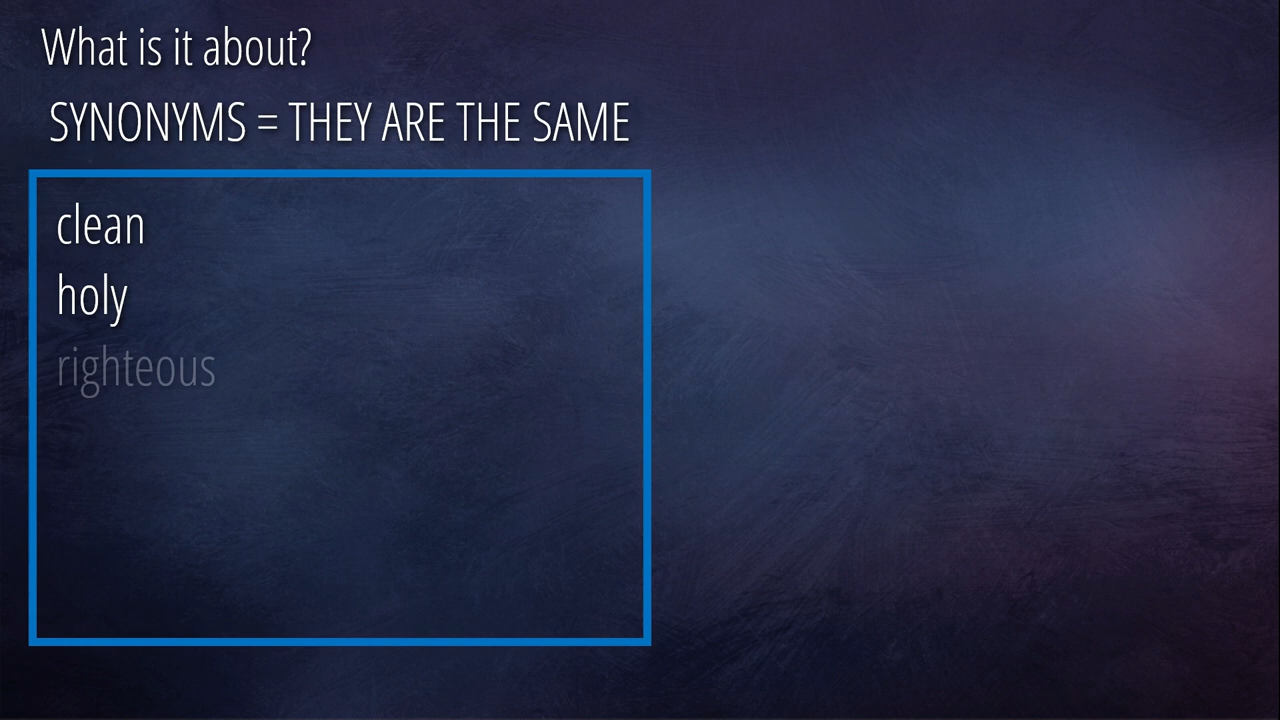 What is it about?
SYNONYMS = THEY ARE THE SAME
clean
holy
righteous